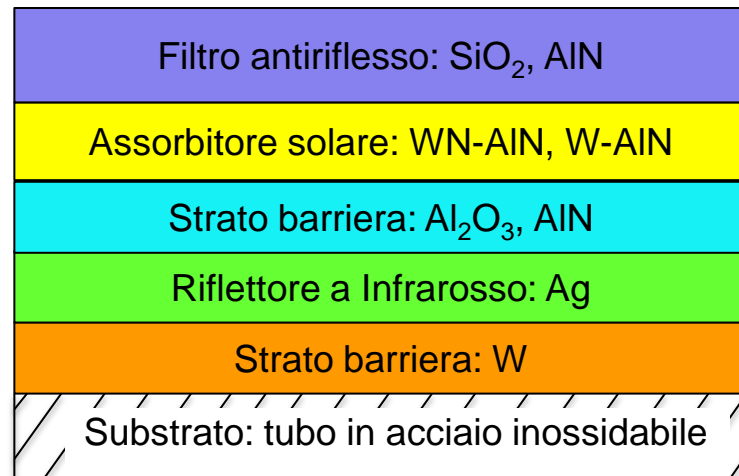 Filtro antiriflesso: SiO₂, AlN
Assorbitore solare: WN-AlN, W-AlN
Strato barriera: Al₂O₃, AlN
Riflettore a Infrarosso: Ag
Strato barriera: W
Substrato: tubo in acciaio inossidabile